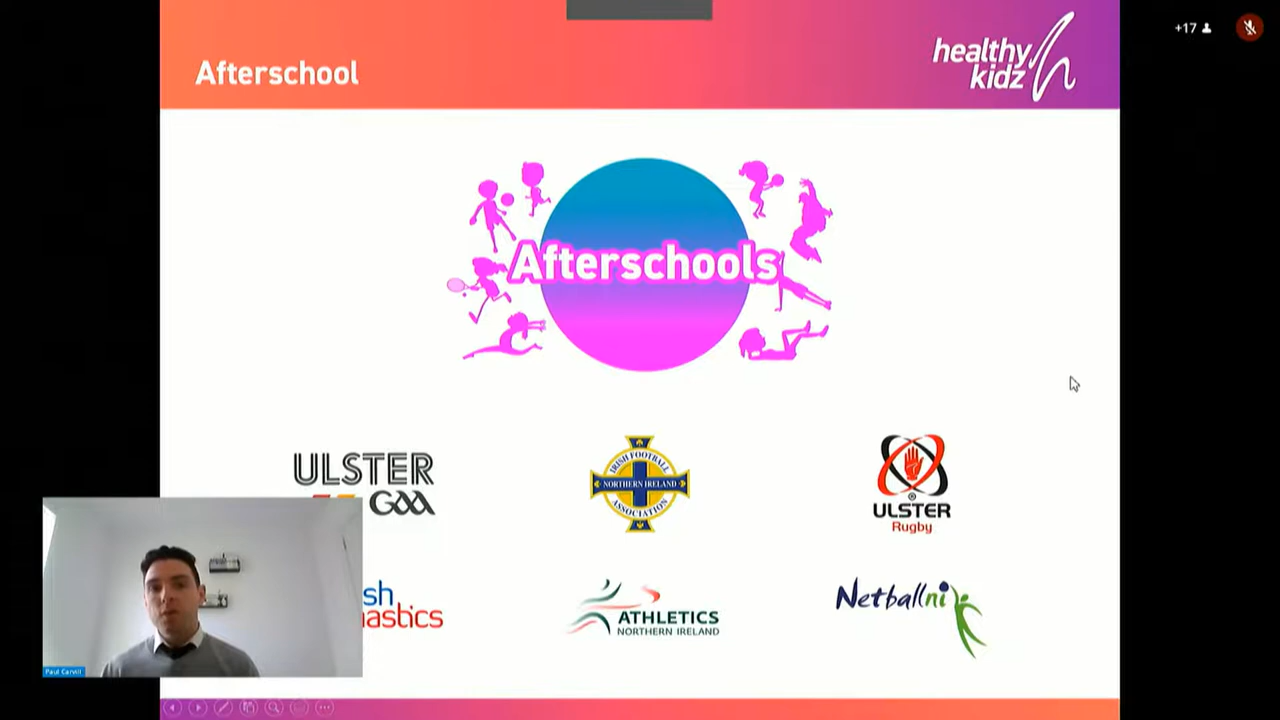 +17
Afterschool
healthy
kidz
Afterschools
ULSTER
GAA
IRISH FOOTBALL
NORTHERN IRELAND
ASSOCIATION
ULSTER
Rugby
sh
astics
ATHLETICS
NORTHERN IRELAND
Netballni
Paul Carvill